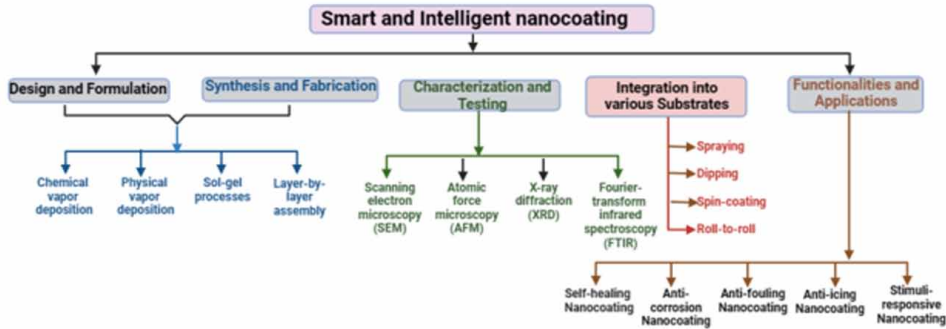 Smart and Intelligent nanocoating
Design and Formulation
Synthesis and Fabrication
Characterization and
Testing
Integration into
various Substrates
Functionalities and
Applications
Chemical
vapor
deposition
Physical
vapor
deposition
Sol-gel
processes
Layer-by-
layer
assembly
Scanning
electron
microscopy
(SEM)
Atomic
force
microscopy
(AFM)
X-ray
diffraction
(XRD)
Fourier-
transform
infrared
spectroscopy
(FTIR)
Spraying
Dipping
Spin-coating
Roll-to-roll
Self-healing
Nanocoating
Anti-
corrosion
Nanocoating
Anti-fouling
Nanocoating
Anti-icing
Nanocoating
Stimuli-
responsive
Nanocoating